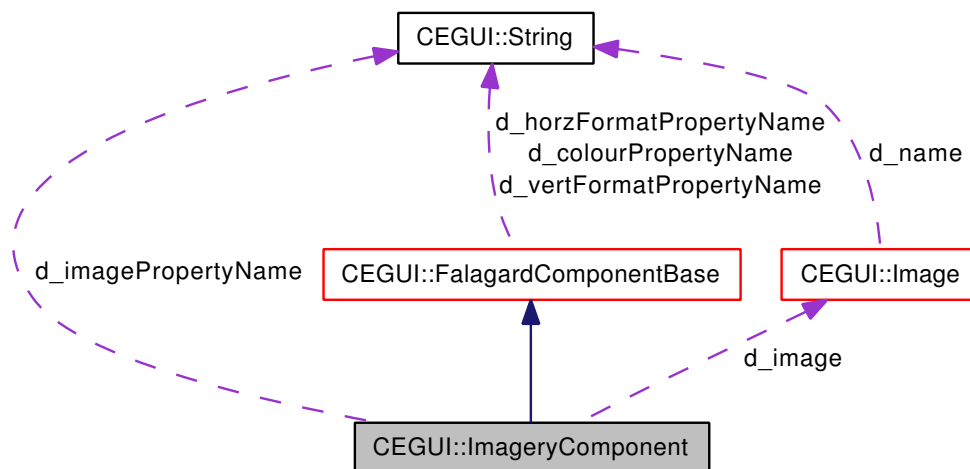 CEGUI::String
d_horzFormatPropertyName
d_colourPropertyName
d_vertFormatPropertyName
d_name
d_imagePropertyName
CEGUI::FalagardComponentBase
CEGUI::Image
d_image
CEGUI::ImageryComponent